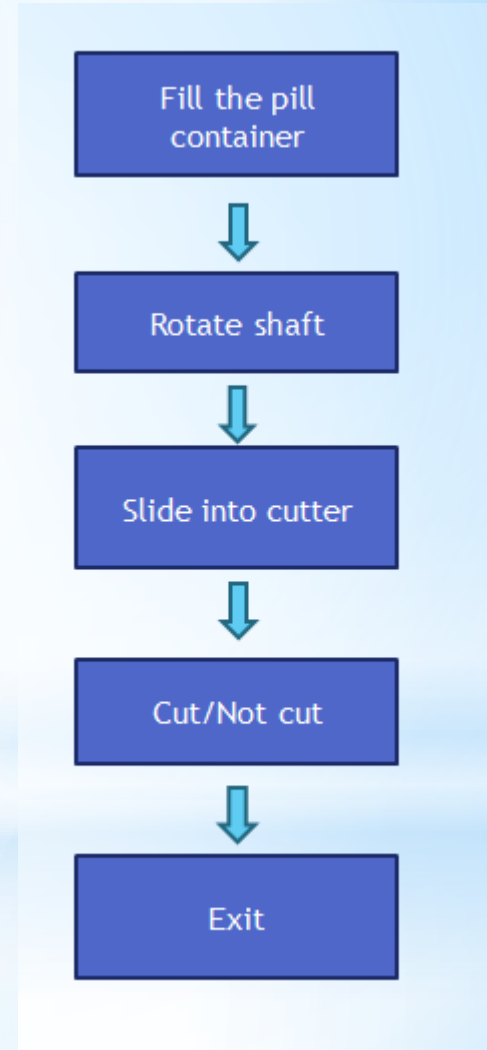 Fill the pill
container
Rotate shaft
Slide into cutter
Cut/Not cut
Exit